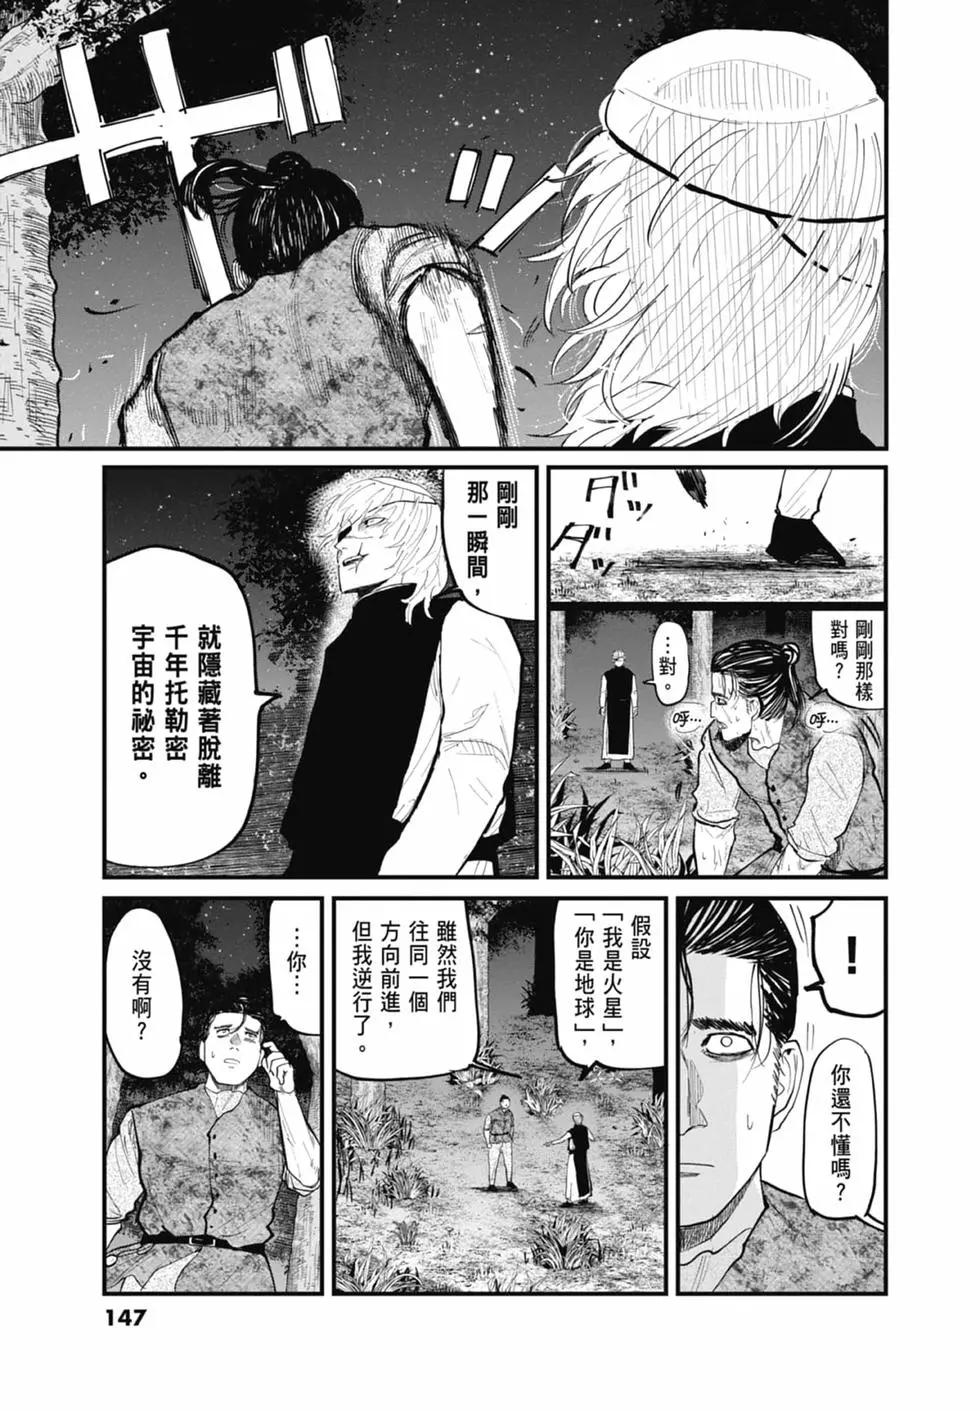 ダッ
ダッ
剛剛那樣
對嗎?
…對。
呼…
呼…
剛剛
那一瞬間，
就隱藏著脫離
千年托勒密
宇宙的祕密。
！
你還不懂嗎？
假設
「我是火星」，
「你是地球」，
雖然我們
往同一個
方向前進，
但我逆行了。
…你…
沒有啊？
147